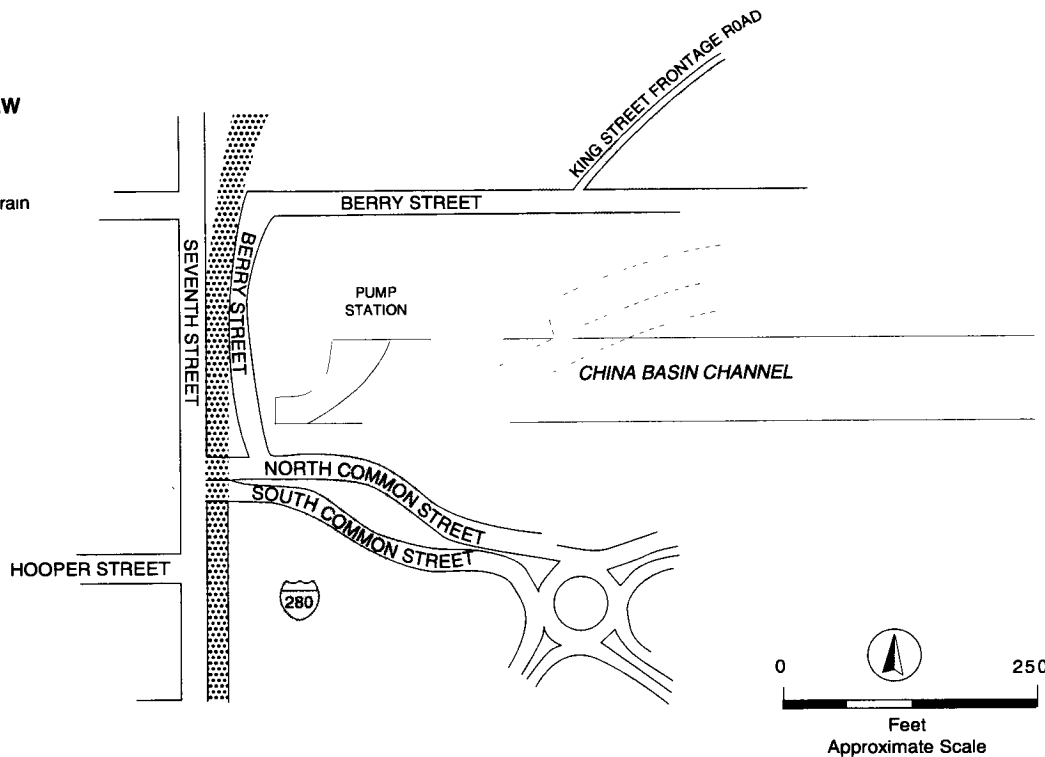 KING STREET FRONTAGE ROAD
BERRY STREET
SEVENTH STREET
BERRY STREET
PUMP
STATION
CHINA BASIN CHANNEL
NORTH COMMON STREET
SOUTH COMMON STREET
HOOPER STREET
280
0 250
Feet
Approximate Scale